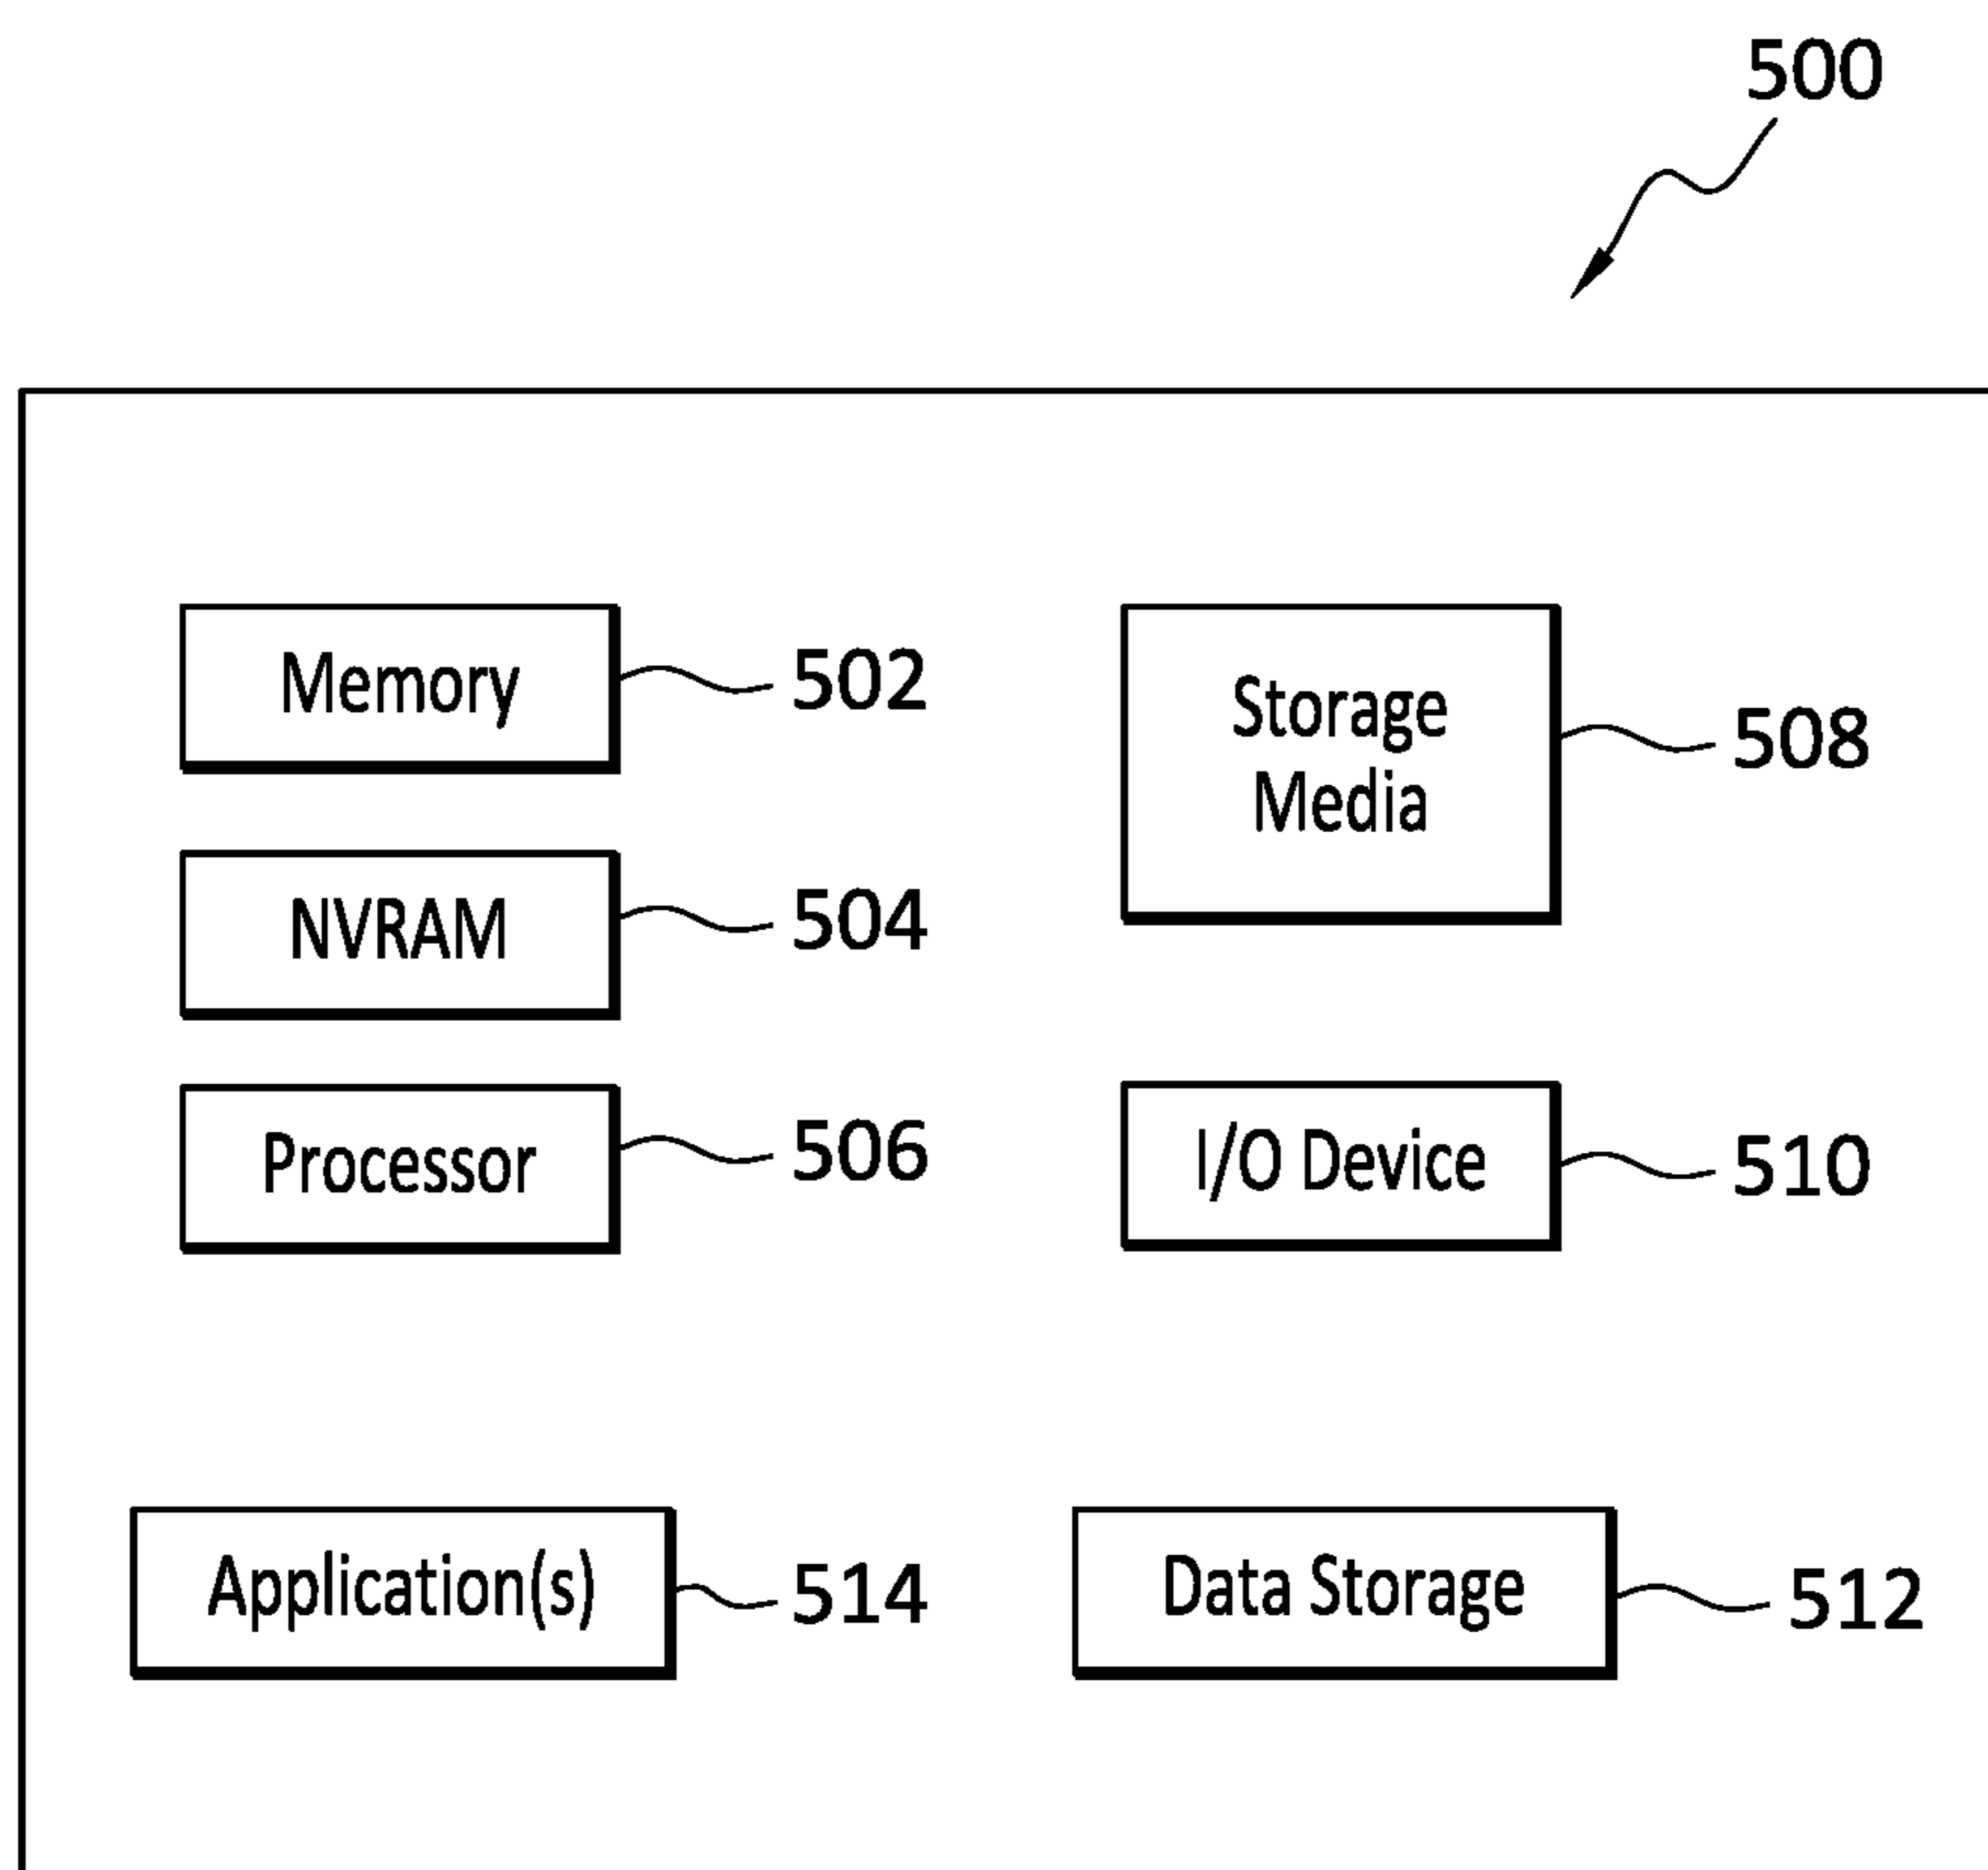 500
Memory
502
Storage
Media
508
NVRAM
504
Processor
506
I/O Device
510
Application(s)
514
Data Storage
512